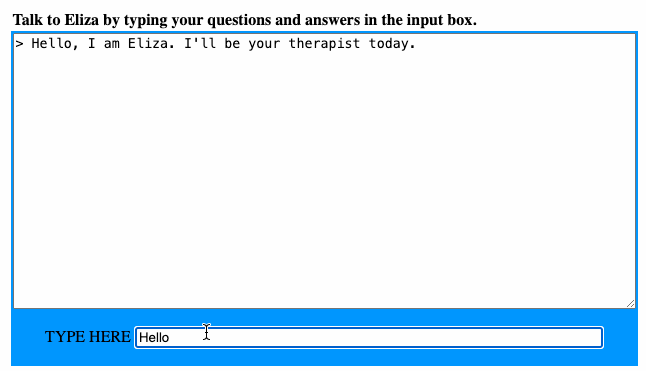 Talk to Eliza by typing your questions and answers in the input box.
> Hello, I am Eliza. I'll be your therapist today.
TYPE HERE Hello